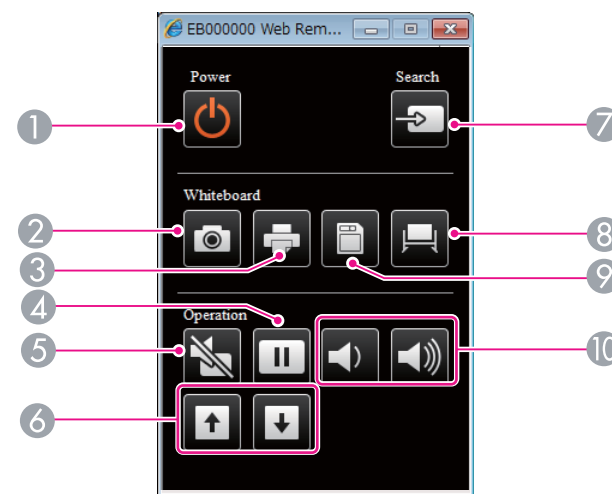 EB000000 Web Rem...
Power
Search
1
7
Whiteboard
2
8
3
9
4
Operation
5
10
6